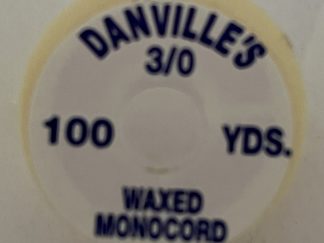 DANVILLE'S
3/0
100 YDS.
WAXED
MONOCORD